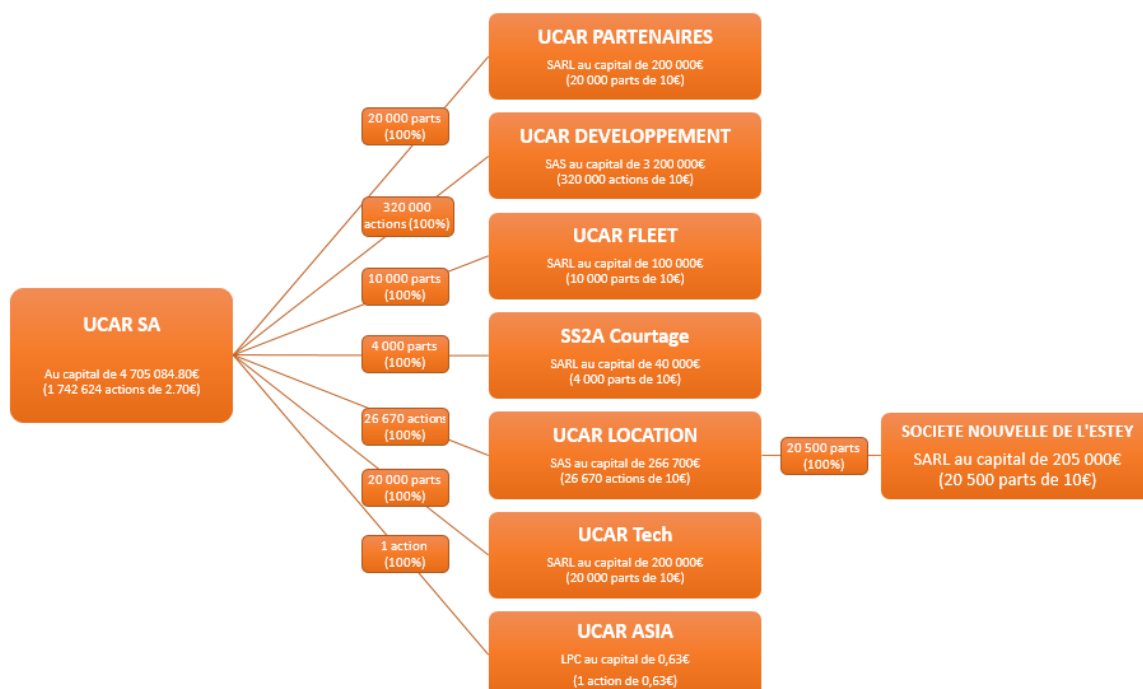 UCAR PARTENAIRES
SARL au capital de 200 000€
(20 000 parts de 10€)
20 000 parts
(100%)
UCAR DEVELOPPEMENT
SAS au capital de 3 200 000€
(320 000 actions de 10€)
320 000
actions (100%)
UCAR FLEET
SARL au capital de 100 000€
(10 000 parts de 10€)
10 000 parts
(100%)
UCAR SA
Au capital de 4 705 084.80€
(1 742 624 actions de 2.70€)
SS2A Courtage
SARL au capital de 40 000€
(4 000 parts de 10€)
4 000 parts
(100%)
26 670 actions
(100%)
UCAR LOCATION
SAS au capital de 266 700€
(26 670 actions de 10€)
20 500 parts
(100%)
SOCIETE NOUVELLE DE L'ESTEY
SARL au capital de 205 000€
(20 500 parts de 10€)
20 000 parts
(100%)
UCAR Tech
SARL au capital de 200 000€
(20 000 parts de 10€)
1 action
(100%)
UCAR ASIA
LPC au capital de 0,63€
(1 action de 0,63€)